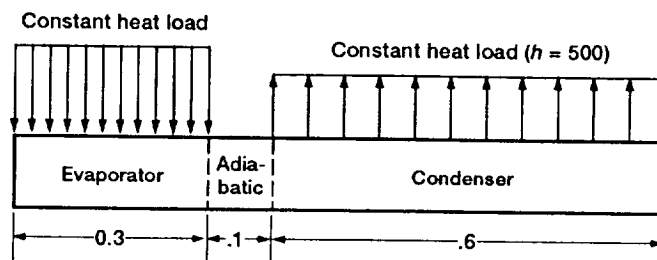 Constant heat load
Constant heat load (h = 500)
Evaporator
Adia-
batic
Condenser
0.3
.1
.6